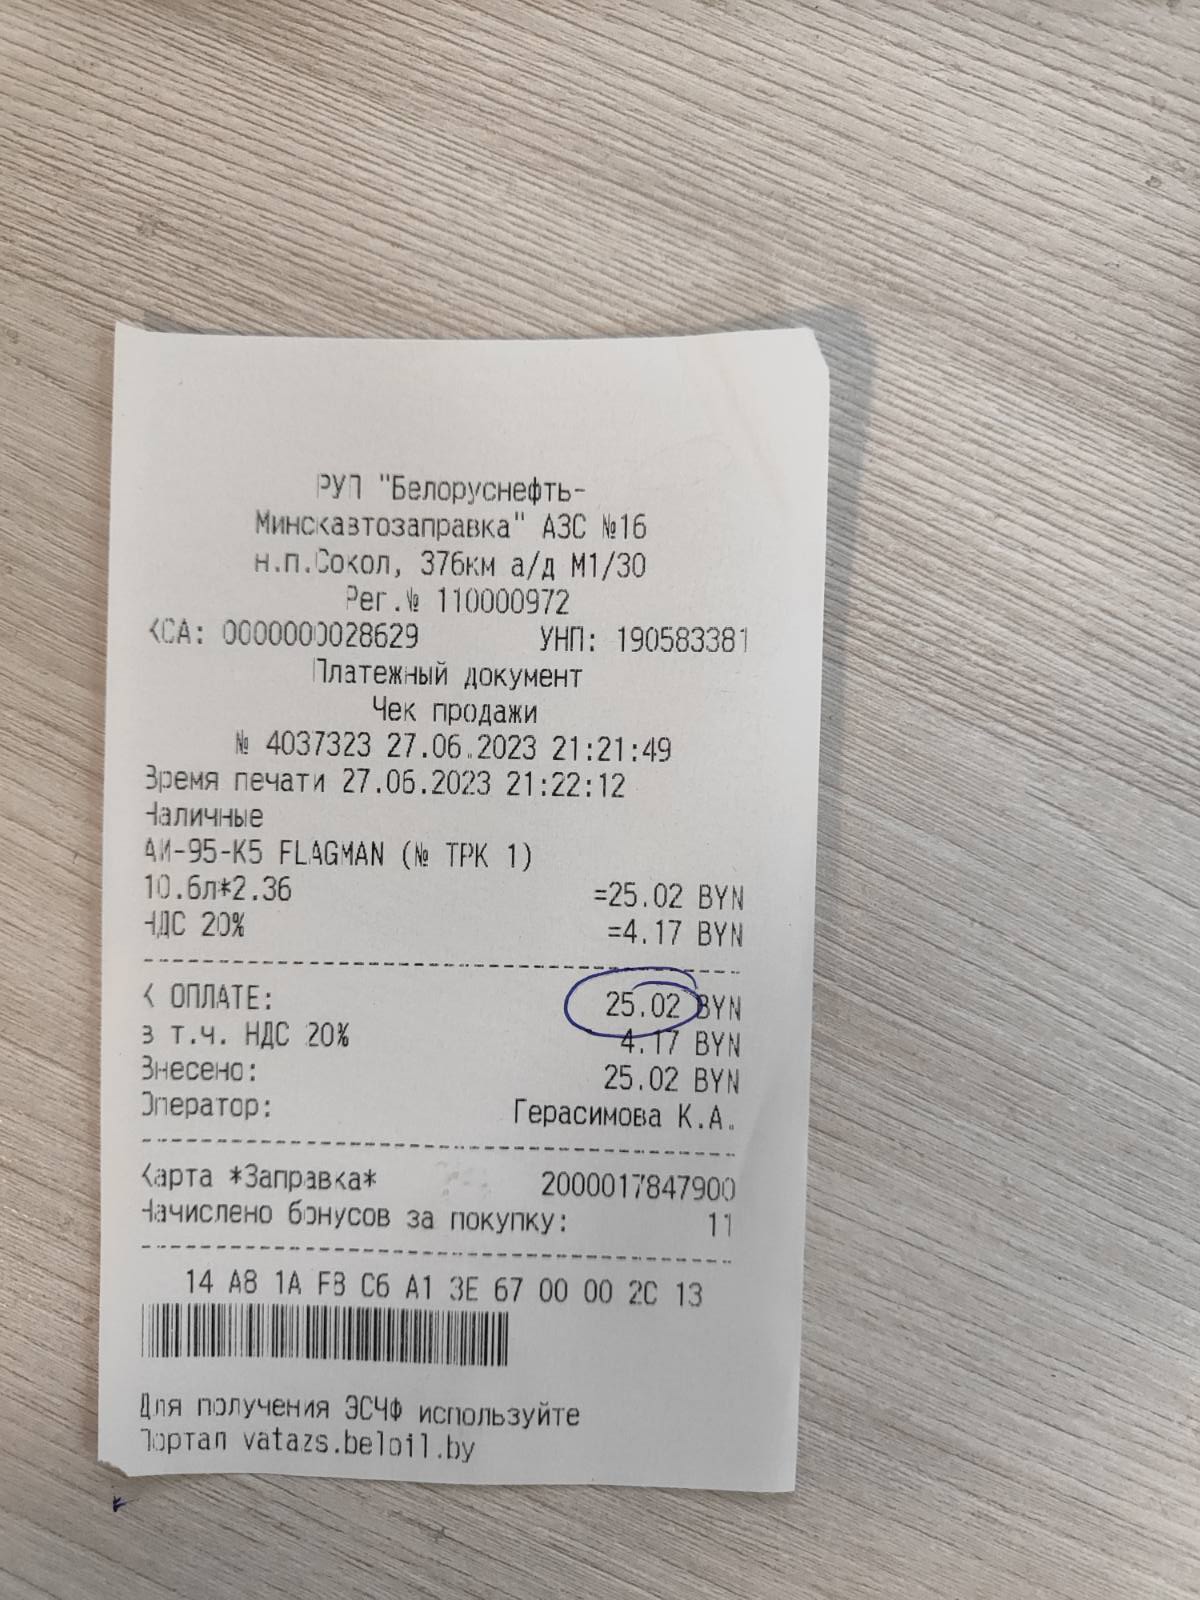 РУП "Белоруснефть-
Минскавтозаправка" АЗС №16
н.п.Сокол, 376км а/д М1/30
Рег.№ 110000972
КСА: 0000000028629 УНП: 190583381
Платежный документ
Чек продажи
№ 4037323 27.06.2023 21:21:49
Время печати 27.06.2023 21:22:12
Наличные
АИ-95-К5 FLAGMAN (№ ТРК 1)
10.6л*2.36 =25.02 BYN
НДС 20% =4.17 BYN
К ОПЛАТЕ: 25.02 BYN
в т.ч. НДС 20% 4.17 BYN
Внесено: 25.02 BYN
Оператор: Герасимова К.А.
Карта *Заправка* 2000017847900
Начислено бонусов за покупку: 11
14 A8 1A FB C6 A1 3E 67 00 00 2C 13
Для получения ЭСЧФ используйте
Портал vatazs.beloil.by